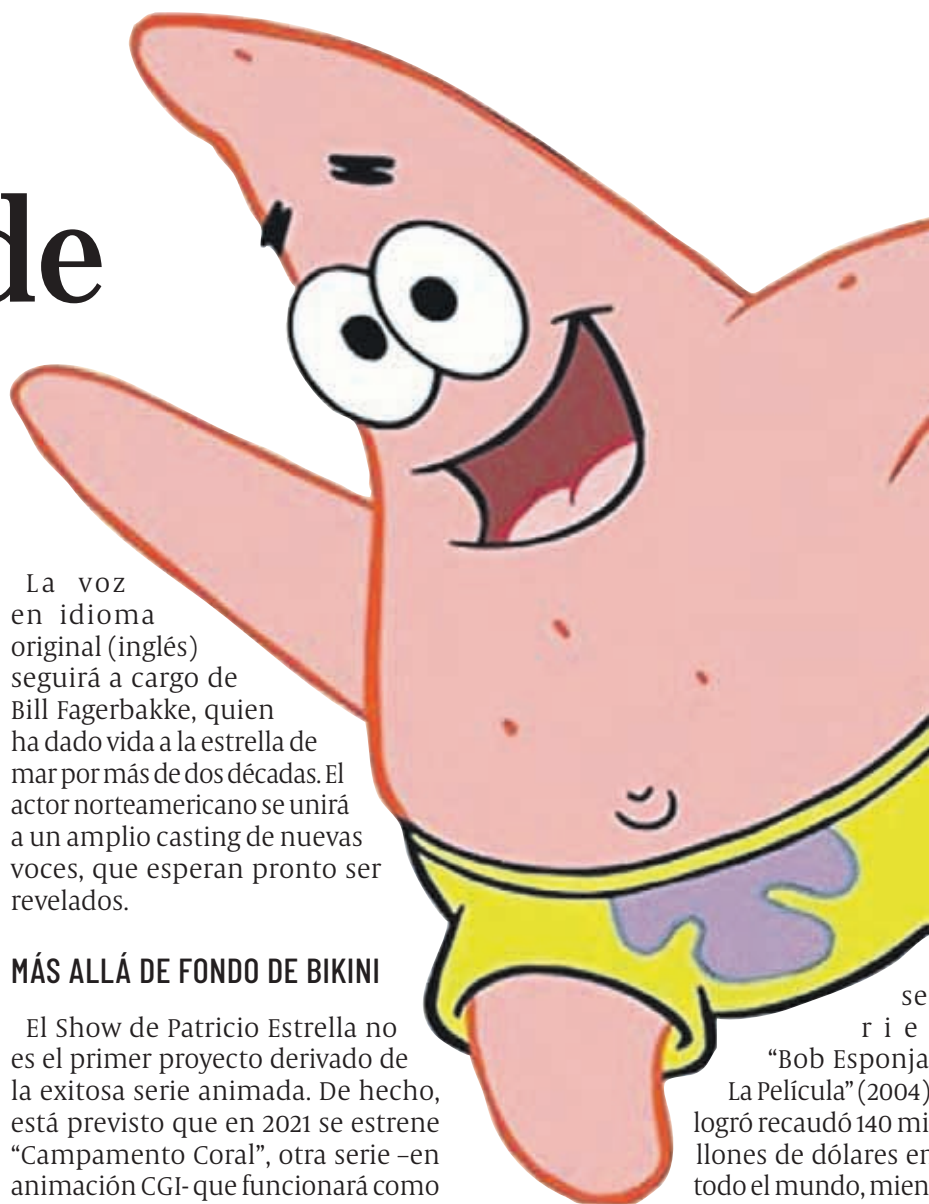 de
La voz
en idioma
original (inglés)
seguirá a cargo de
Bill Fagerbakke, quien
ha dado vida a la estrella de
mar por más de dos décadas. El
actor norteamericano se unirá
a un amplio casting de nuevas
voces, que esperan pronto ser
revelados.
MÁS ALLÁ DE FONDO DE BIKINI
El Show de Patricio Estrella no
es el primer proyecto derivado de
la exitosa serie animada. De hecho,
está previsto que en 2021 se estrene
“Campamento Coral”, otra serie –en
animación CGI- que funcionará como
se
rie
“Bob Esponja
La Película” (2004)
logró recaudó 140 mi
llones de dólares en
todo el mundo, mien